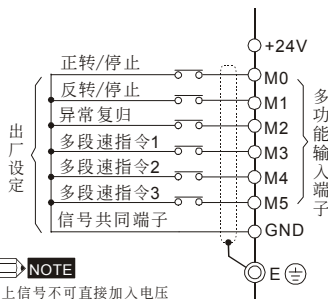 +24V
正转/停止
M0
反转/停止
M1
异常复归
M2
多段速指令1
M3
多段速指令2
M4
多段速指令3
M5
信号共同端子
GND
出厂设定
多功能输入端子
E
NOTE
上信号不可直接加入电压